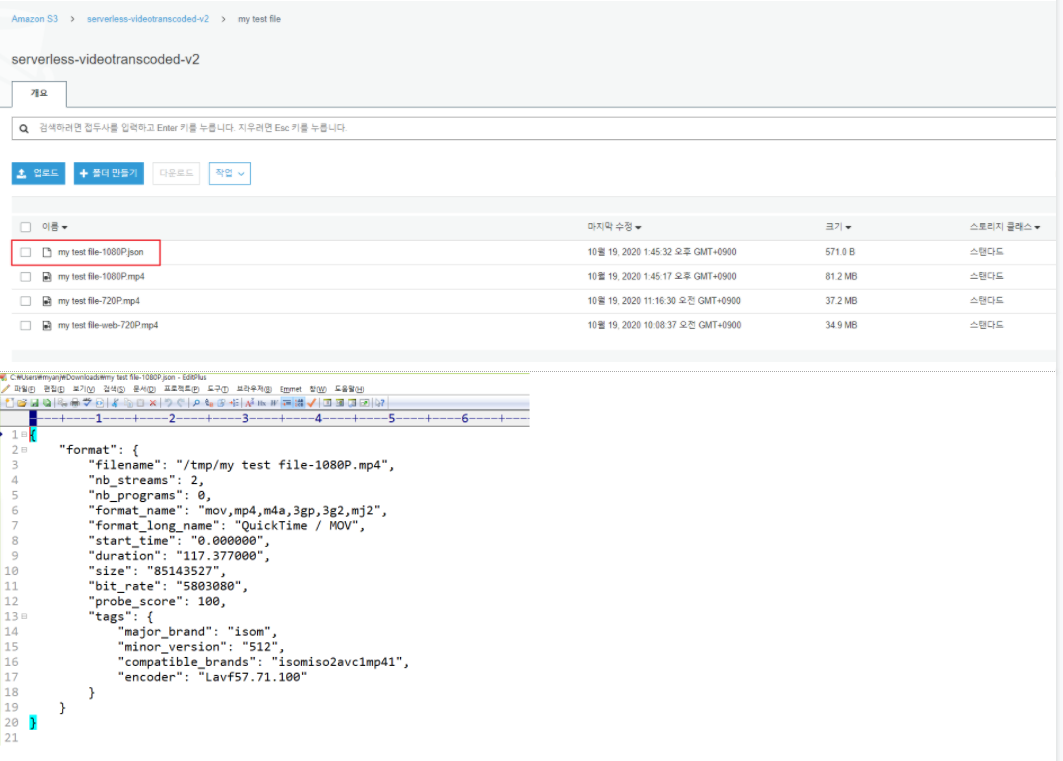 Amazon S3 > serverless-videotranscoded-v2 > my test file
serverless-videotranscoded-v2
개요
검색하려면 접두사를 입력하고 Enter 키를 누릅니다. 지우려면 Esc 키를 누릅니다.
업로드 + 폴더 만들기 다운로드 작업
이름 마지막 수정 크기 스토리지 클래스
my test file-1080P.json 10월 19, 2020 1:45:32 오후 GMT+0900 571.0 B 스탠다드
my test file-1080P.mp4 10월 19, 2020 1:45:17 오후 GMT+0900 81.2 MB 스탠다드
my test file-720P.mp4 10월 19, 2020 11:16:30 오전 GMT+0900 37.2 MB 스탠다드
my test file-web-720P.mp4 10월 19, 2020 10:08:37 오전 GMT+0900 34.9 MB 스탠다드
C:₩Users₩myanj₩Downloads₩my test file-1080P.json - EditPlus
파일(F) 편집(E) 보기(V) 검색(S) 문서(D) 프로젝트(P) 도구(T) 브라우저(B) Emmet 창(W) 도움말(H)
----+----1----+----2----+----3----+----4----+----5----+----6----+---
1 {
2 "format": {
3 "filename": "/tmp/my test file-1080P.mp4",
4 "nb_streams": 2,
5 "nb_programs": 0,
6 "format_name": "mov,mp4,m4a,3gp,3g2,mj2",
7 "format_long_name": "QuickTime / MOV",
8 "start_time": "0.000000",
9 "duration": "117.377000",
10 "size": "85143527",
11 "bit_rate": "5803080",
12 "probe_score": 100,
13 "tags": {
14 "major_brand": "isom",
15 "minor_version": "512",
16 "compatible_brands": "isomiso2avc1mp41",
17 "encoder": "Lavf57.71.100"
18 }
19 }
20 }
21